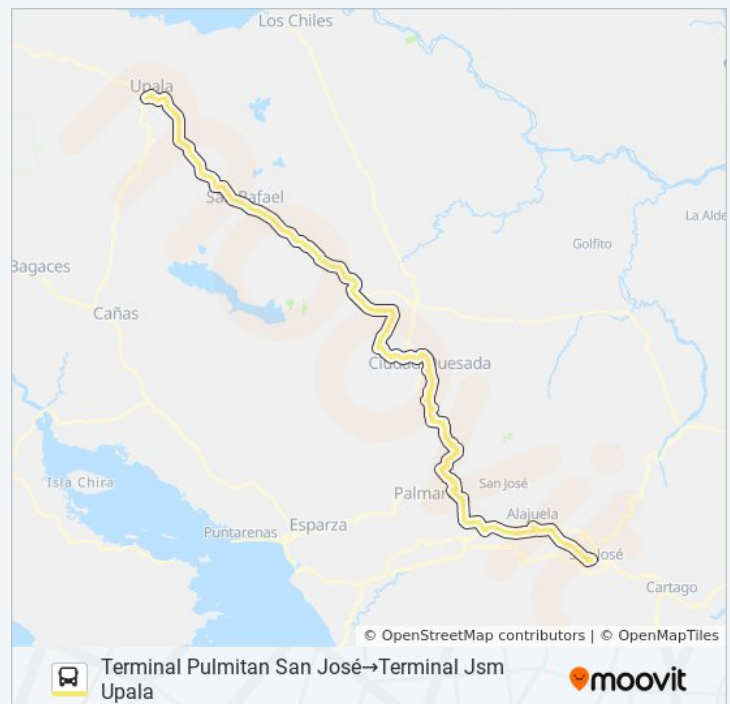 Los Chiles
Upala
San Rafael
La Alde
Golfito
Bagaces
Cañas
Ciudad Quesada
Isla Chira
San José
Palmar
Alajuela
Puntarenas
Esparza
San José
Cartago
© OpenStreetMap contributors | © OpenMapTiles
Terminal Pulmitan San José→Terminal Jsm
Upala
moovit